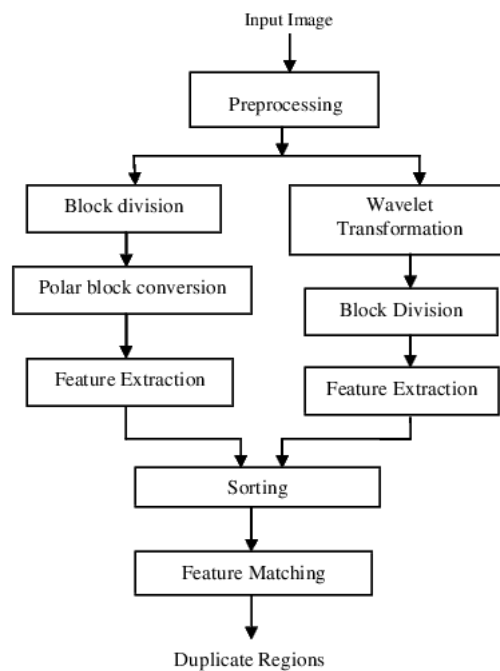 Input Image
Preprocessing
Block division
Wavelet
Transformation
Polar block conversion
Block Division
Feature Extraction
Feature Extraction
Sorting
Feature Matching
Duplicate Regions